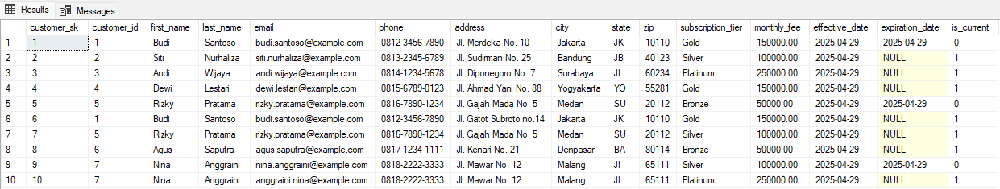 Results Messages
customer_sk customer_id first_name last_name email phone address city state zip subscription_tier monthly_fee effective_date expiration_date is_current
1 1 1 Budi Santoso budi.santoso@example.com 0812-3456-7890 Jl. Merdeka No. 10 Jakarta JK 10110 Gold 150000.00 2025-04-29 2025-04-29 0
2 2 2 Siti Nurhaliza siti.nurhaliza@example.com 0813-2345-6789 Jl. Sudirman No. 25 Bandung JB 40123 Silver 100000.00 2025-04-29 NULL 1
3 3 3 Andi Wijaya andi.wijaya@example.com 0814-1234-5678 Jl. Diponegoro No. 7 Surabaya JI 60234 Platinum 250000.00 2025-04-29 NULL 1
4 4 4 Dewi Lestari dewi.lestari@example.com 0815-6789-0123 Jl. Ahmad Yani No. 88 Yogyakarta YO 55281 Gold 150000.00 2025-04-29 NULL 1
5 5 5 Rizky Pratama rizky.pratama@example.com 0816-7890-1234 Jl. Gajah Mada No. 5 Medan SU 20112 Bronze 50000.00 2025-04-29 2025-04-29 0
6 6 1 Budi Santoso budi.santoso@example.com 0812-3456-7890 Jl. Gatot Subroto no.14 Jakarta JK 10110 Gold 150000.00 2025-04-29 NULL 1
7 7 5 Rizky Pratama rizky.pratama@example.com 0816-7890-1234 Jl. Gajah Mada No. 5 Medan SU 20112 Silver 100000.00 2025-04-29 NULL 1
8 8 6 Agus Saputra agus.saputra@example.com 0817-1234-1111 Jl. Kenari No. 21 Denpasar BA 80114 Bronze 50000.00 2025-04-29 NULL 1
9 9 7 Nina Anggraini nina.anggraini@example.com 0818-2222-3333 Jl. Mawar No. 12 Malang JI 65111 Silver 100000.00 2025-04-29 2025-04-29 0
10 10 7 Nina Anggraini anggraini.nina@example.com 0818-2222-3333 Jl. Mawar No. 12 Malang JI 65111 Platinum 250000.00 2025-04-29 NULL 1